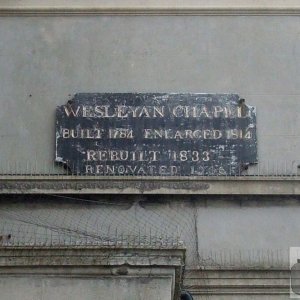 WESLEYAN CHAPEL
BUILT 1784 ENLARGED 1814
REBUILT 1833
RENOVATED